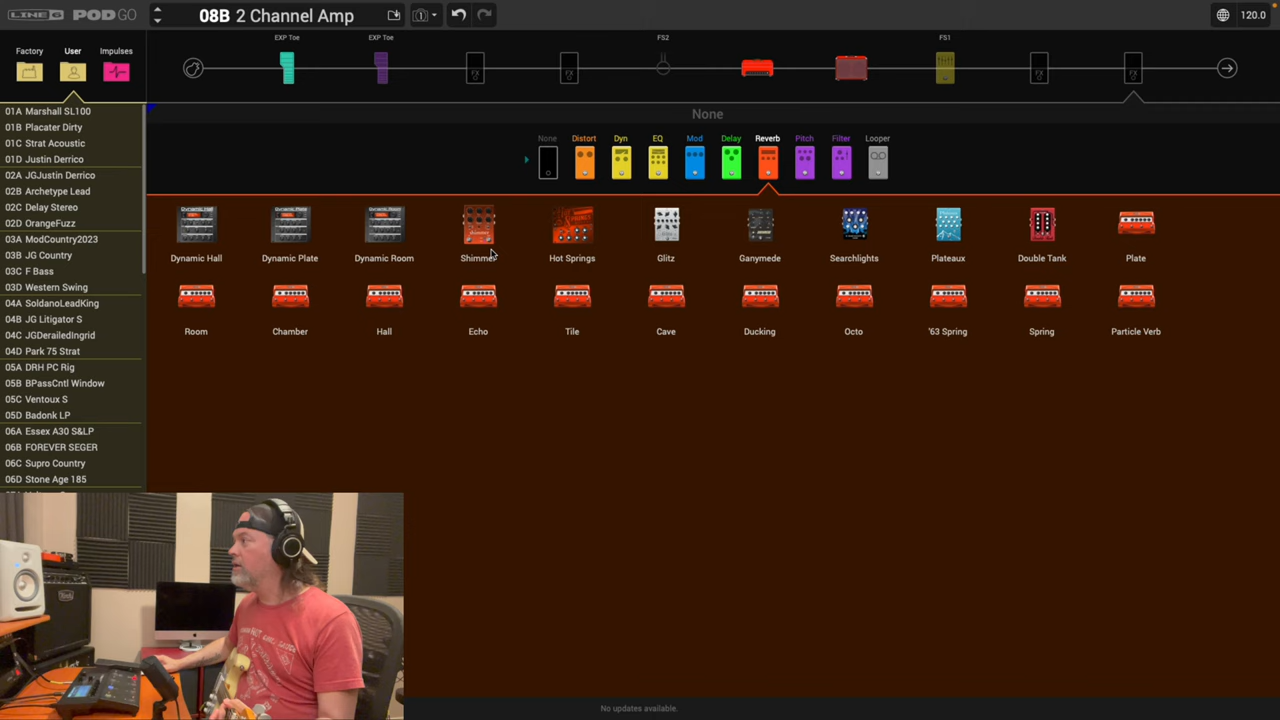 LINE 6 POD GO
08B 2 Channel Amp
120.0
Factory User Impulses
EXP Toe EXP Toe FS2 FS1
FX FX FX FX
None
None Distort Dyn EQ Mod Delay Reverb Pitch Filter Looper
01A Marshall SL100
01B Placater Dirty
01C Strat Acoustic
01D Justin Derrico
02A JGJustin Derrico
02B Archetype Lead
02C Delay Stereo
02D OrangeFuzz
03A ModCountry2023
03B JG Country
03C F Bass
03D Western Swing
04A SoldanoLeadKing
04B JG Litigator S
04C JGDerailedIngrid
04D Park 75 Strat
05A DRH PC Rig
05B BPassCntl Window
05C Ventoux S
05D Badonk LP
06A Essex A30 S&LP
06B FOREVER SEGER
06C Supro Country
06D Stone Age 185
Dynamic Hall Dynamic Plate Dynamic Room Shimmer Hot Springs Glitz Ganymede Searchlights Plateaux Double Tank Plate
Room Chamber Hall Echo Tile Cave Ducking Octo '63 Spring Spring Particle Verb
No updates available.